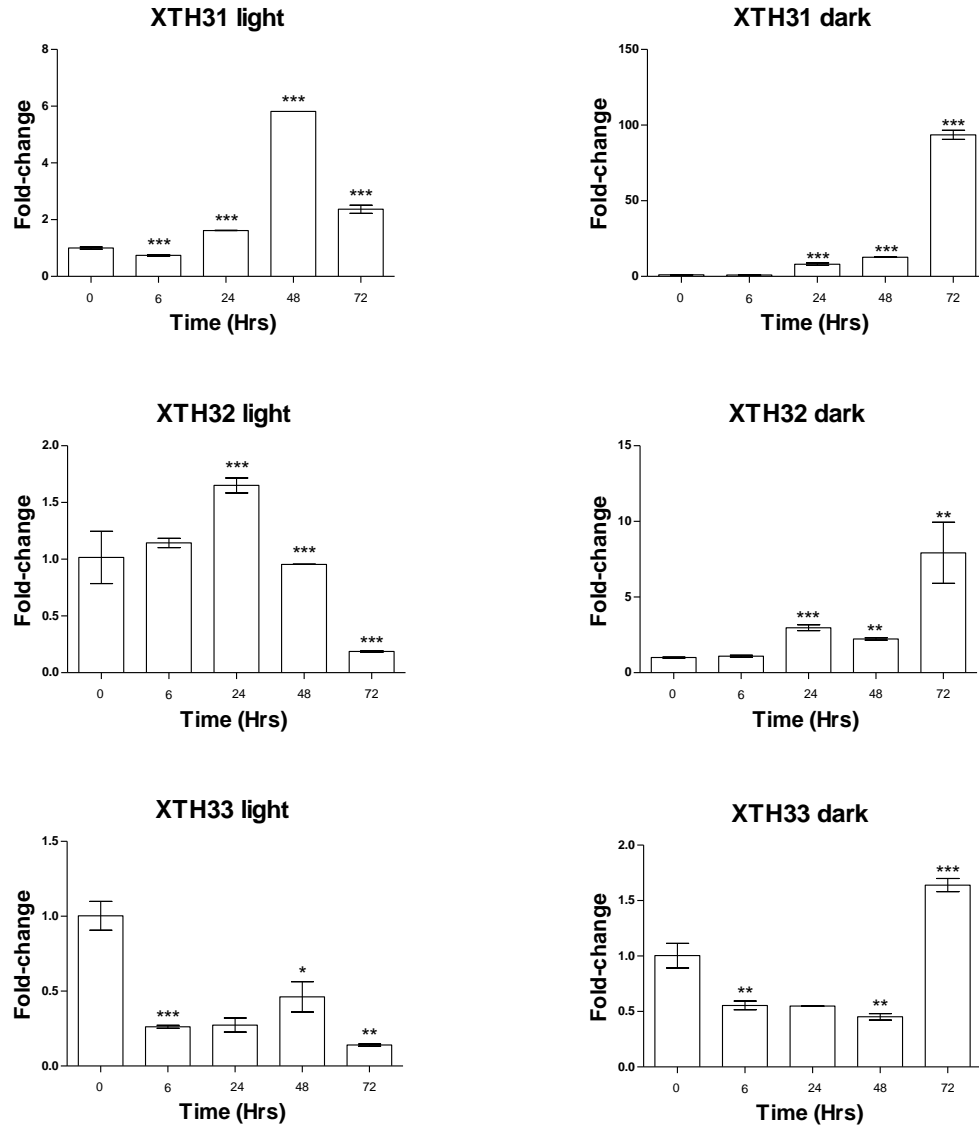 XTH31 light
Fold-change
8
6
4
2
0
***
***
***
***
0 6 24 48 72
Time (Hrs)
XTH31 dark
Fold-change
150
100
50
0
***
***
***
0 6 24 48 72
Time (Hrs)
XTH32 light
Fold-change
2.0
1.5
1.0
0.5
0.0
***
***
***
0 6 24 48 72
Time (Hrs)
XTH32 dark
Fold-change
15
10
5
0
***
**
**
0 6 24 48 72
Time (Hrs)
XTH33 light
Fold-change
1.5
1.0
0.5
0.0
***
*
**
0 6 24 48 72
Time (Hrs)
XTH33 dark
Fold-change
2.0
1.5
1.0
0.5
0.0
**
**
***
0 6 24 48 72
Time (Hrs)